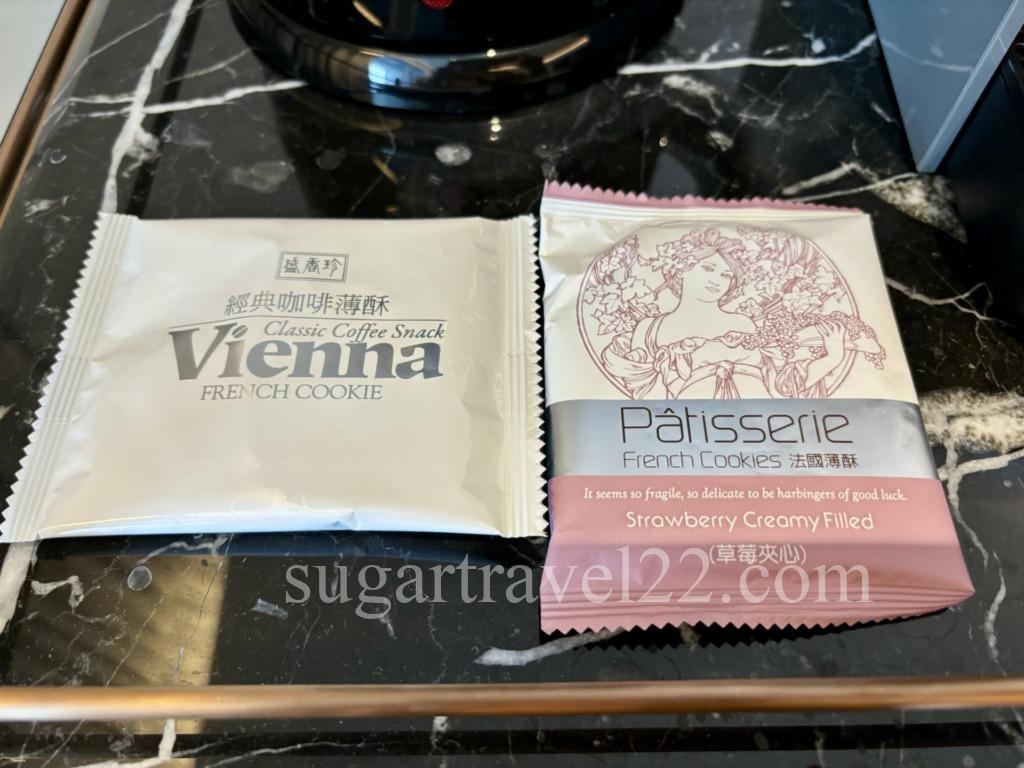 盛香珍
經典咖啡薄酥
Classic Coffee Snack
Vienna
FRENCH COOKIE
Pâtisserie
French Cookies 法國薄酥
It seems so fragile, so delicate to be harbingers of good luck.
Strawberry Creamy Filled
(草莓夾心)
sugartravel22.com